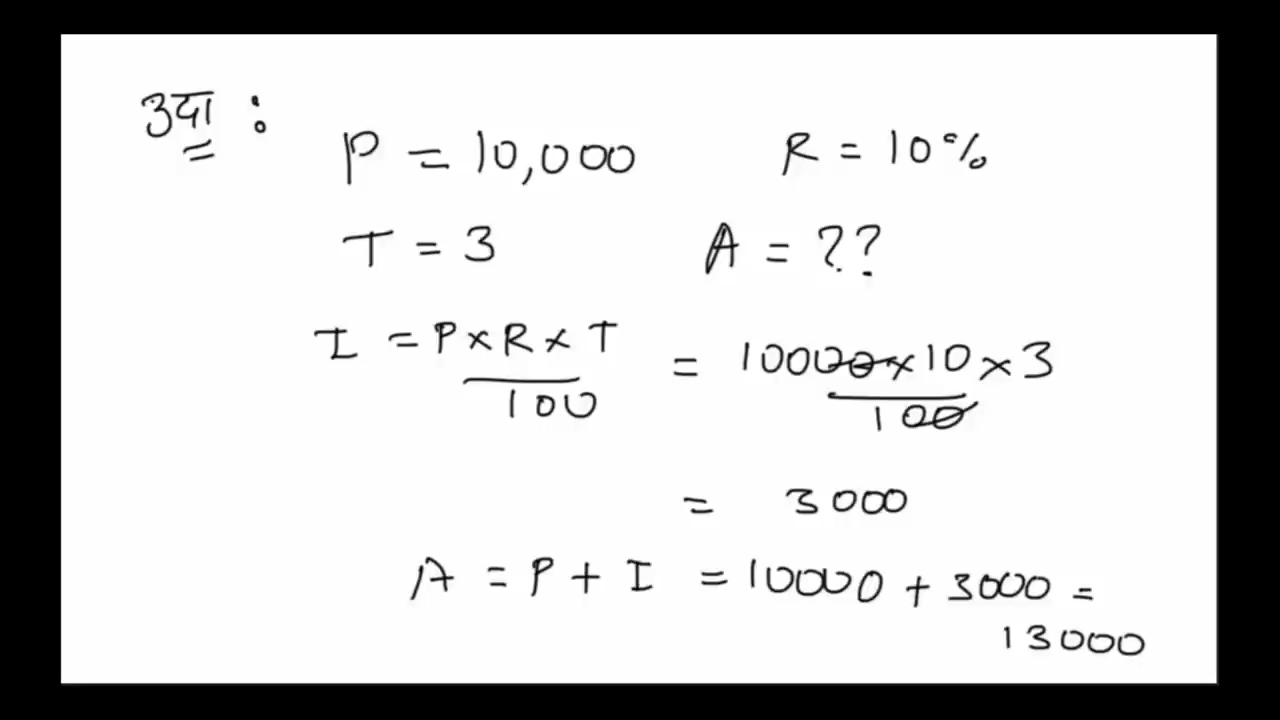 उदा :
P = 10,000 R = 10%
T = 3 A = ??
I = P×R×T/100 = 10000×10×3/100
= 3000
A = P + I = 10000 + 3000 =
13000